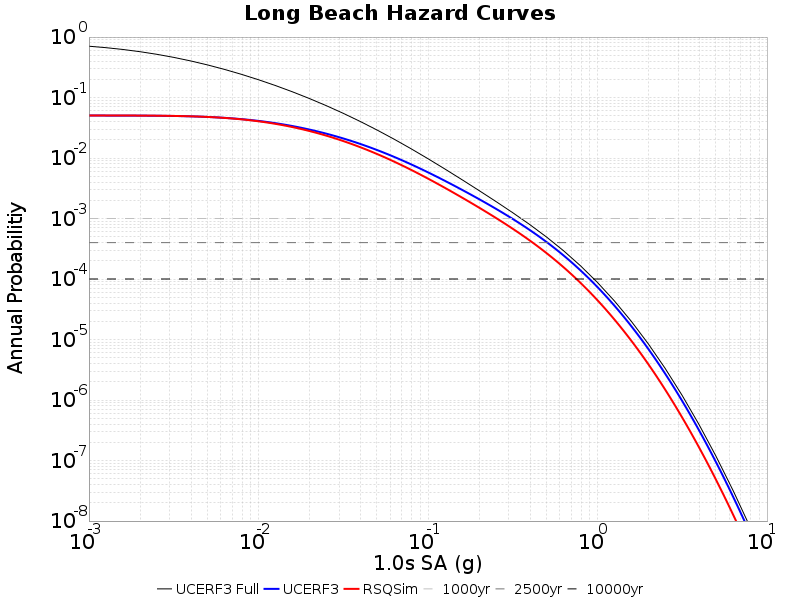 Long Beach Hazard Curves
Annual Probabilitiy
10^0
10^-1
10^-2
10^-3
10^-4
10^-5
10^-6
10^-7
10^-8
10^-3 10^-2 10^-1 10^0 10^1
1.0s SA (g)
UCERF3 Full UCERF3 RSQSim 1000yr 2500yr 10000yr